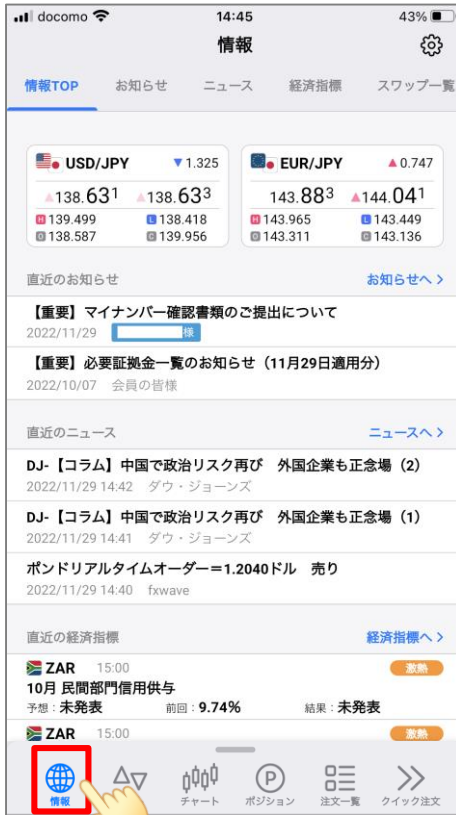 docomo 14:45 43%
情報
情報TOP お知らせ ニュース 経済指標 スワップ一覧
USD/JPY ▼1.325
▲138.631 ▲138.633
H 139.499 L 138.418
O 138.587 C 139.956
EUR/JPY ▲0.747
143.883 ▲144.041
H 143.965 L 143.449
O 143.311 C 143.136
直近のお知らせ お知らせへ >
【重要】マイナンバー確認書類のご提出について
2022/11/29 様
【重要】必要証拠金一覧のお知らせ（11月29日適用分）
2022/10/07 会員の皆様
直近のニュース ニュースへ >
DJ-【コラム】中国で政治リスク再び 外国企業も正念場（2）
2022/11/29 14:42 ダウ・ジョーンズ
DJ-【コラム】中国で政治リスク再び 外国企業も正念場（1）
2022/11/29 14:41 ダウ・ジョーンズ
ポンドリアルタイムオーダー＝1.2040ドル 売り
2022/11/29 14:40 fxwave
直近の経済指標 経済指標へ >
ZAR 15:00 激熱
10月 民間部門信用供与
予想：未発表 前回：9.74% 結果：未発表
ZAR 15:00 激熱
情報 チャート P ポジション 注文一覧 クイック注文